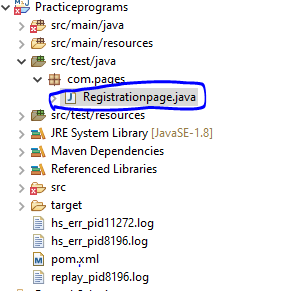 Practiceprograms
src/main/java
src/main/resources
src/test/java
com.pages
Registrationpage.java
src/test/resources
JRE System Library [JavaSE-1.8]
Maven Dependencies
Referenced Libraries
src
target
hs_err_pid11272.log
hs_err_pid8196.log
pom.xml
replay_pid8196.log